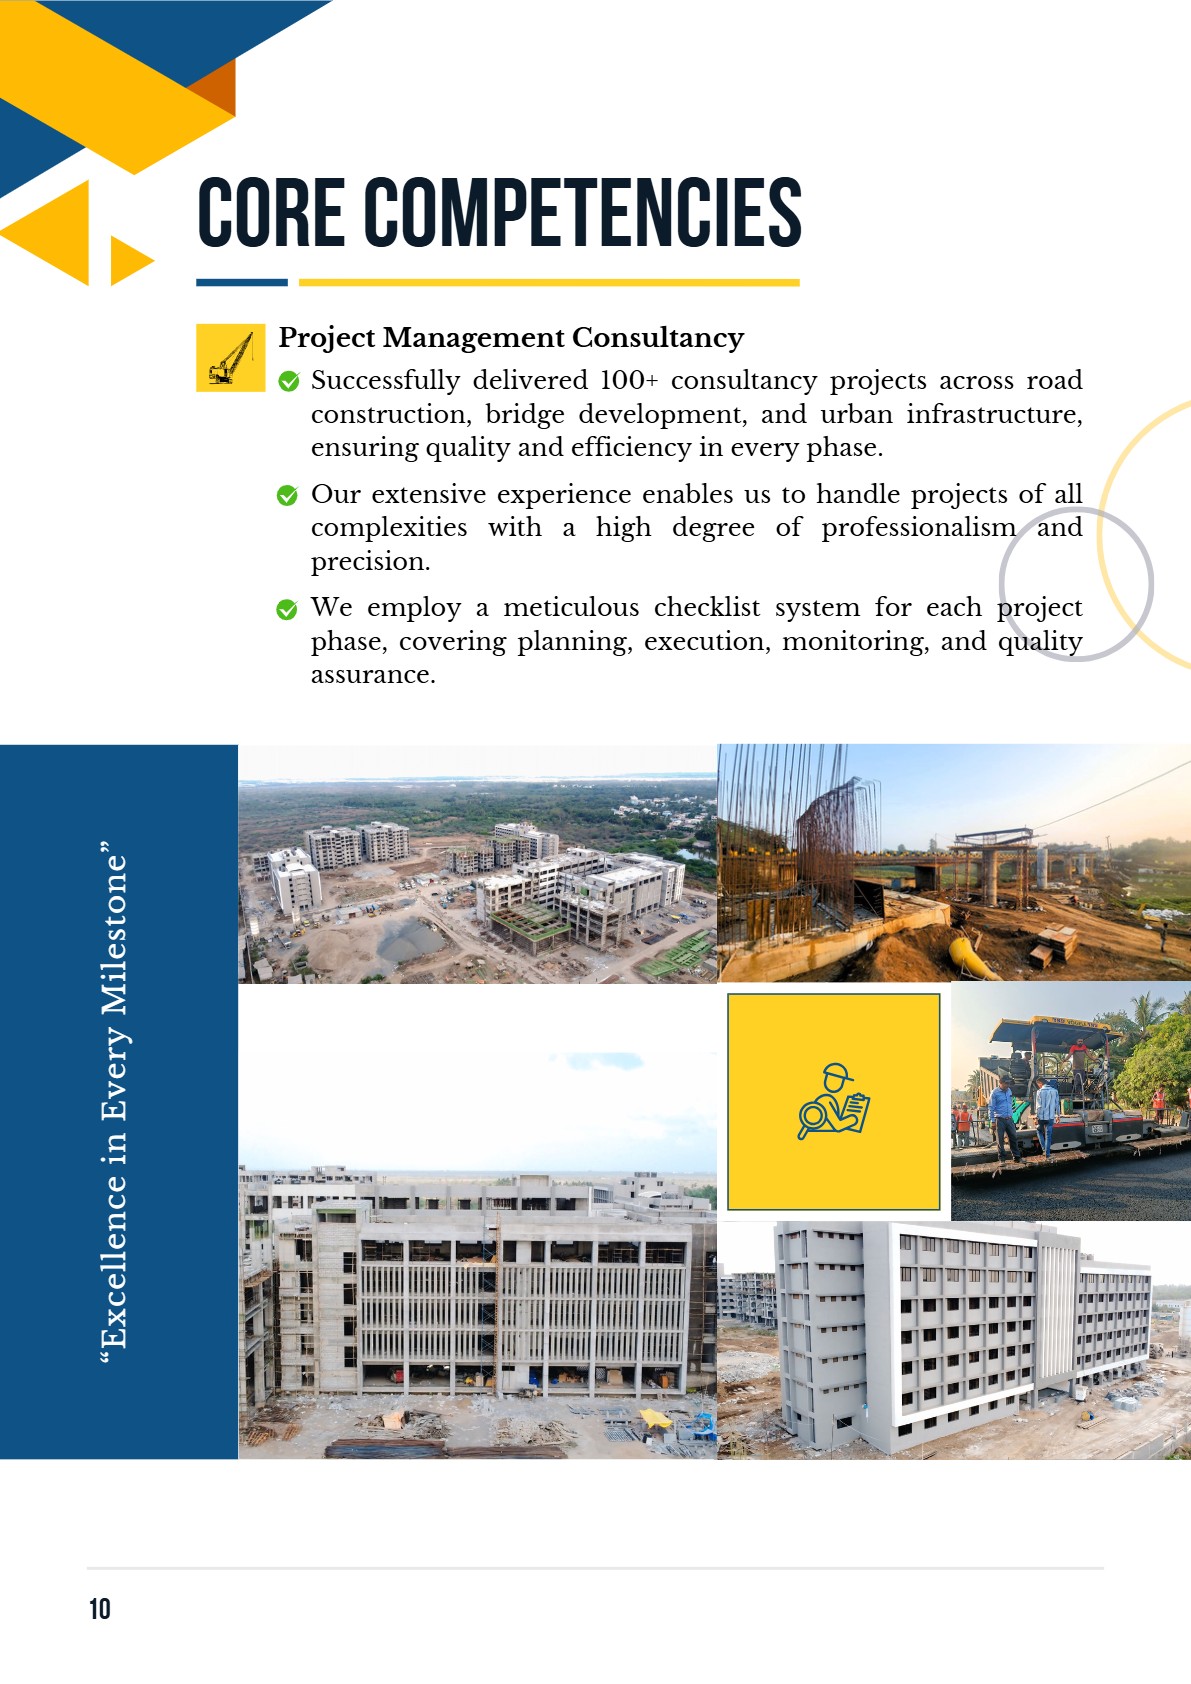 CORE COMPETENCIES
Project Management Consultancy
Successfully delivered 100+ consultancy projects across road
construction, bridge development, and urban infrastructure,
ensuring quality and efficiency in every phase.
Our extensive experience enables us to handle projects of all
complexities with a high degree of professionalism and
precision.
We employ a meticulous checklist system for each project
phase, covering planning, execution, monitoring, and quality
assurance.
“Excellence in Every Milestone”
10